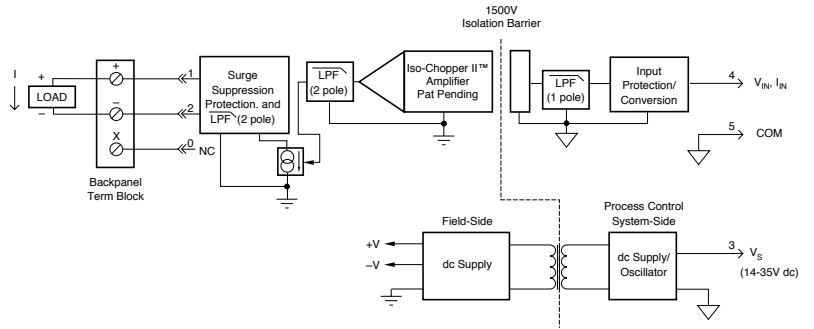 1500V
Isolation Barrier
I
+
LOAD
–
+
–
X
Backpanel
Term Block
1
2
0
NC
Surge
Suppression
Protection. and
LPF (2 pole)
LPF
(2 pole)
Iso-Chopper II™
Amplifier
Pat Pending
LPF
(1 pole)
Input
Protection/
Conversion
4
VIN, IIN
5
COM
Field-Side
+V
–V
dc Supply
Process Control
System-Side
dc Supply/
Oscillator
3
VS
(14-35V dc)